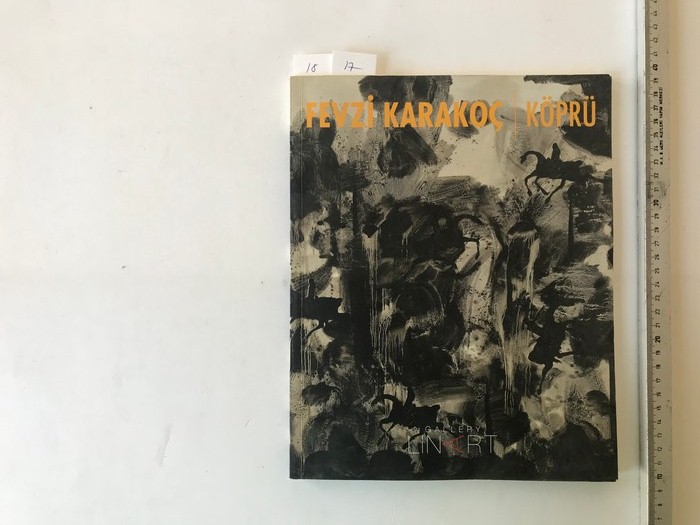 18 17
FEVZİ KARAKOÇ | KÖPRÜ
GALLERY
LINART